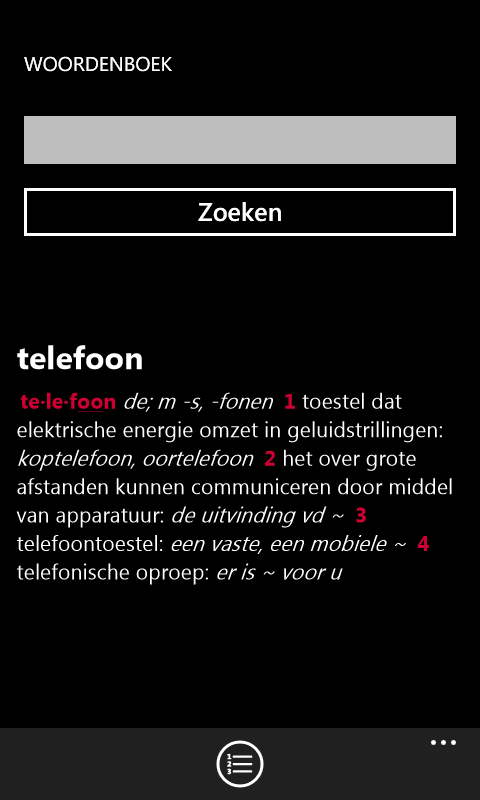 WOORDENBOEK
Zoeken
telefoon
te·le·foon de; m -s, -fonen 1 toestel dat
elektrische energie omzet in geluidstrillingen:
koptelefoon, oortelefoon 2 het over grote
afstanden kunnen communiceren door middel
van apparatuur: de uitvinding vd ~ 3
telefoontoestel: een vaste, een mobiele ~ 4
telefonische oproep: er is ~ voor u
1
2
3